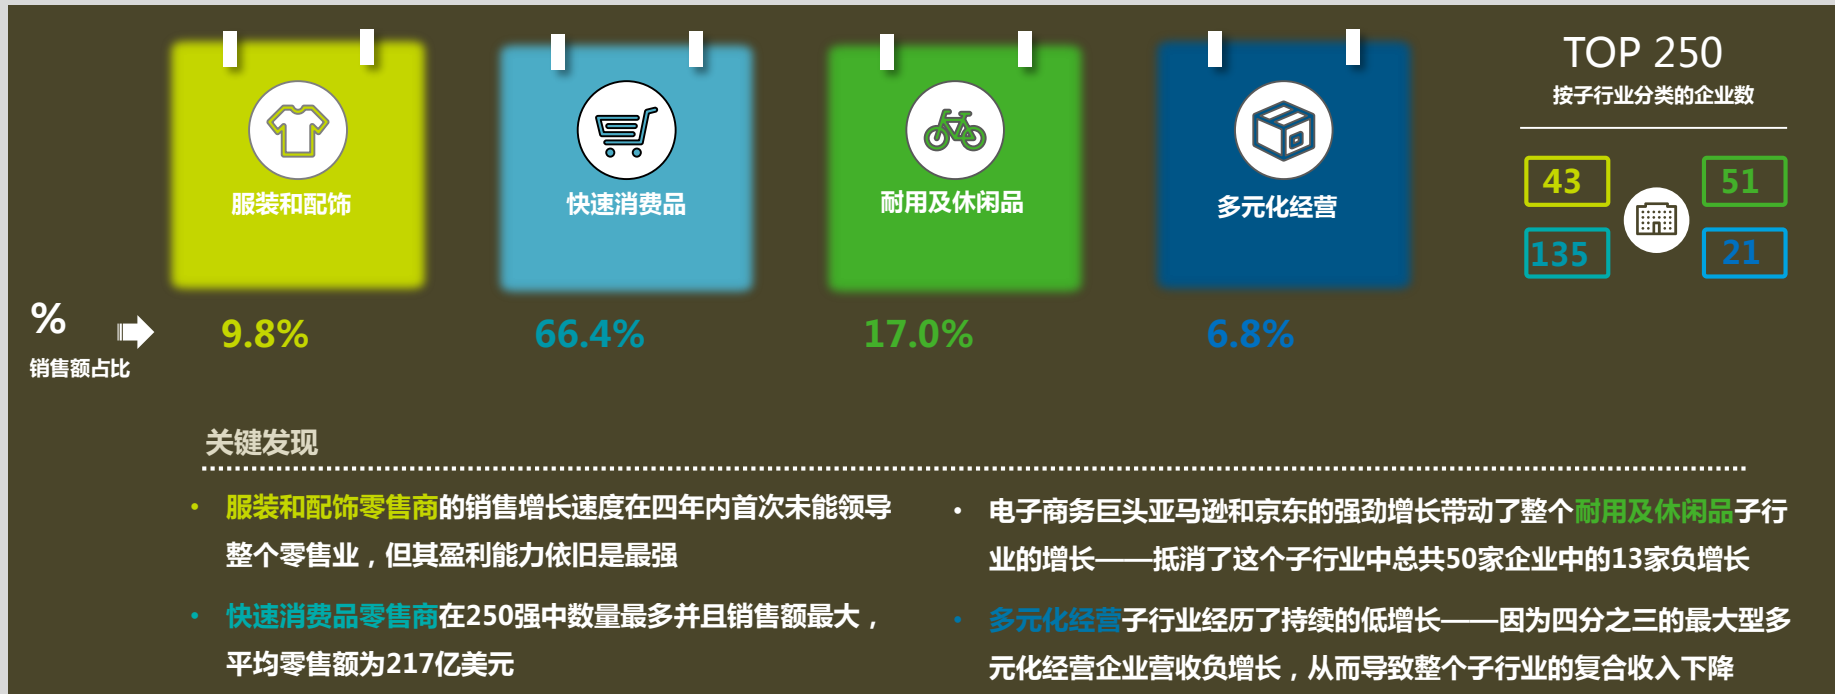 服装和配饰
快速消费品
耐用及休闲品
多元化经营
TOP 250
按子行业分类的企业数
43
51
135
21
%
销售额占比
9.8%
66.4%
17.0%
6.8%
关键发现
• 服装和配饰零售商的销售增长速度在四年内首次未能领导
整个零售业，但其盈利能力依旧是最强
• 快速消费品零售商在250强中数量最多并且销售额最大，
平均零售额为217亿美元
• 电子商务巨头亚马逊和京东的强劲增长带动了整个耐用及休闲品子行
业的增长——抵消了这个子行业中总共50家企业中的13家负增长
• 多元化经营子行业经历了持续的低增长——因为四分之三的最大型多
元化经营企业营收负增长，从而导致整个子行业的复合收入下降